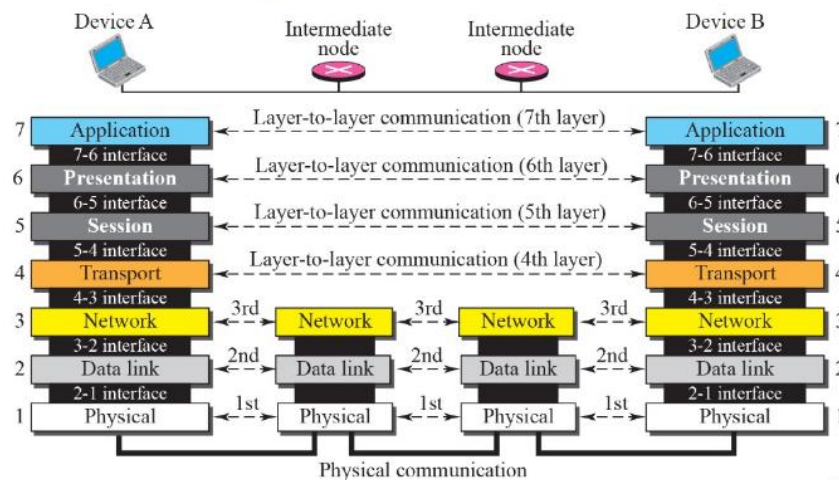 Device A
Intermediate
node
Intermediate
node
Device B
7 Application Layer-to-layer communication (7th layer) Application
7-6 interface 7-6 interface
6 Presentation Layer-to-layer communication (6th layer) Presentation
6-5 interface 6-5 interface
5 Session Layer-to-layer communication (5th layer) Session
5-4 interface 5-4 interface
4 Transport Layer-to-layer communication (4th layer) Transport
4-3 interface 4-3 interface
3 Network 3rd Network 3rd Network 3rd Network
3-2 interface 3-2 interface
2 Data link 2nd Data link 2nd Data link 2nd Data link
2-1 interface 2-1 interface
1 Physical 1st Physical 1st Physical 1st Physical
Physical communication